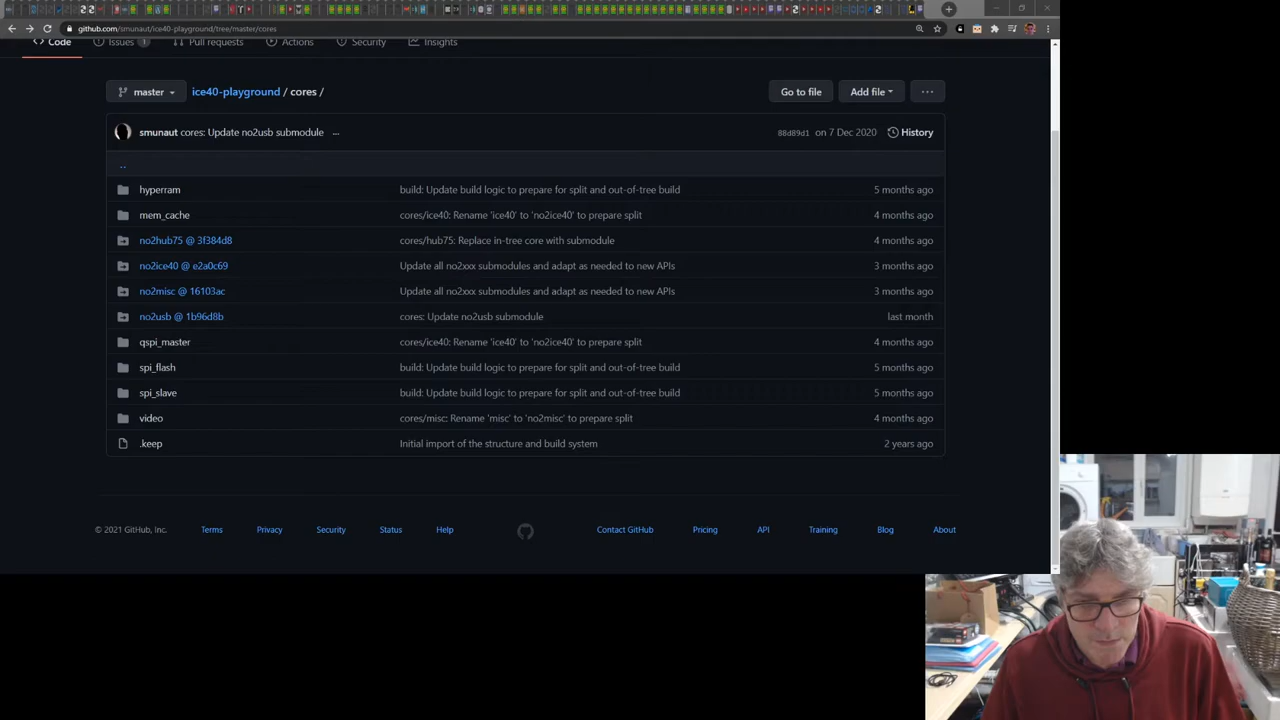 github.com/smunaut/ice40-playground/tree/master/cores
Code Issues 1 Pull requests Actions Security Insights
master ice40-playground / cores / Go to file Add file ...
smunaut cores: Update no2usb submodule ... 88d89d1 on 7 Dec 2020 History
..
hyperram build: Update build logic to prepare for split and out-of-tree build 5 months ago
mem_cache cores/ice40: Rename 'ice40' to 'no2ice40' to prepare split 4 months ago
no2hub75 @ 3f384d8 cores/hub75: Replace in-tree core with submodule 4 months ago
no2ice40 @ e2a0c69 Update all no2xxx submodules and adapt as needed to new APIs 3 months ago
no2misc @ 16103ac Update all no2xxx submodules and adapt as needed to new APIs 3 months ago
no2usb @ 1b96d8b cores: Update no2usb submodule last month
qspi_master cores/ice40: Rename 'ice40' to 'no2ice40' to prepare split 4 months ago
spi_flash build: Update build logic to prepare for split and out-of-tree build 5 months ago
spi_slave build: Update build logic to prepare for split and out-of-tree build 5 months ago
video cores/misc: Rename 'misc' to 'no2misc' to prepare split 4 months ago
.keep Initial import of the structure and build system 2 years ago
© 2021 GitHub, Inc. Terms Privacy Security Status Help Contact GitHub Pricing API Training Blog About